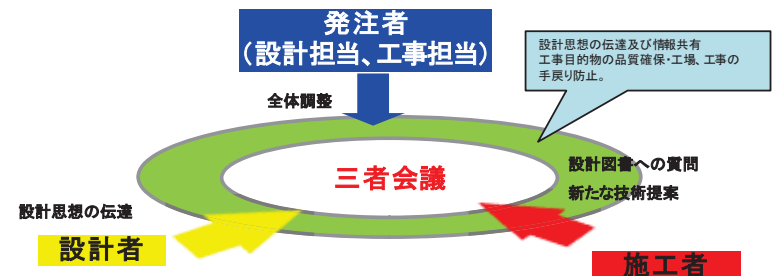 発注者
（設計担当、工事担当）
設計思想の伝達及び情報共有
工事目的物の品質確保・工場、工事の
手戻り防止。
全体調整
三者会議
設計図書への質問
新たな技術提案
設計思想の伝達
設計者
施工者